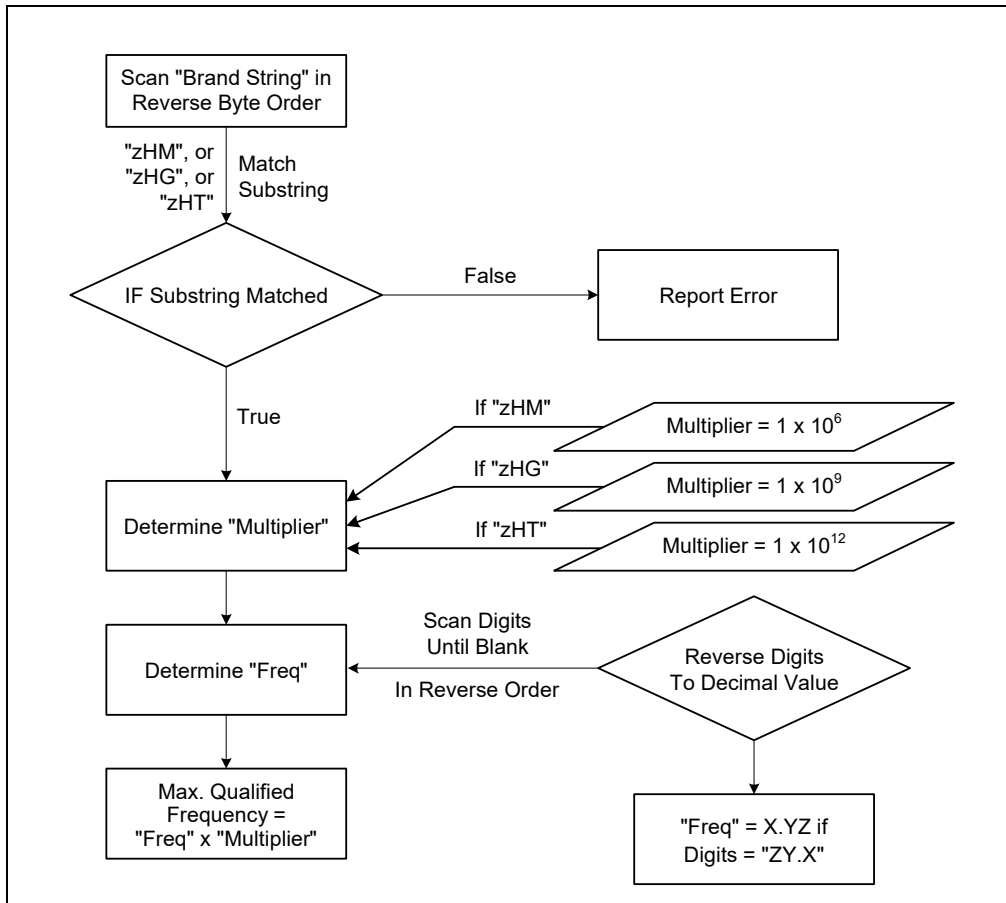 Scan "Brand String" in
Reverse Byte Order
"zHM", or
"zHG", or
"zHT"
Match
Substring
IF Substring Matched
False
Report Error
True
If "zHM"
Multiplier = 1 x 10⁶
If "zHG"
Multiplier = 1 x 10⁹
Determine "Multiplier"
If "zHT"
Multiplier = 1 x 10¹²
Scan Digits
Until Blank
Determine "Freq"
In Reverse Order
Reverse Digits
To Decimal Value
Max. Qualified
Frequency =
"Freq" x "Multiplier"
"Freq" = X.YZ if
Digits = "ZY.X"